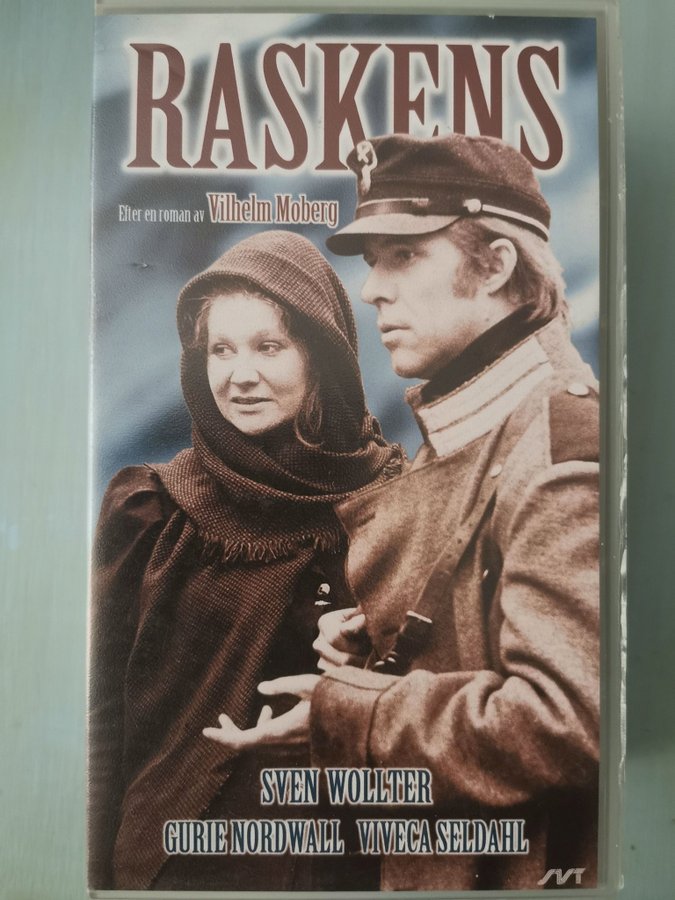 RASKENS
Efter en roman av Vilhelm Moberg
SVEN WOLLTER
GURIE NORDWALL VIVECA SELDAHL
SVT